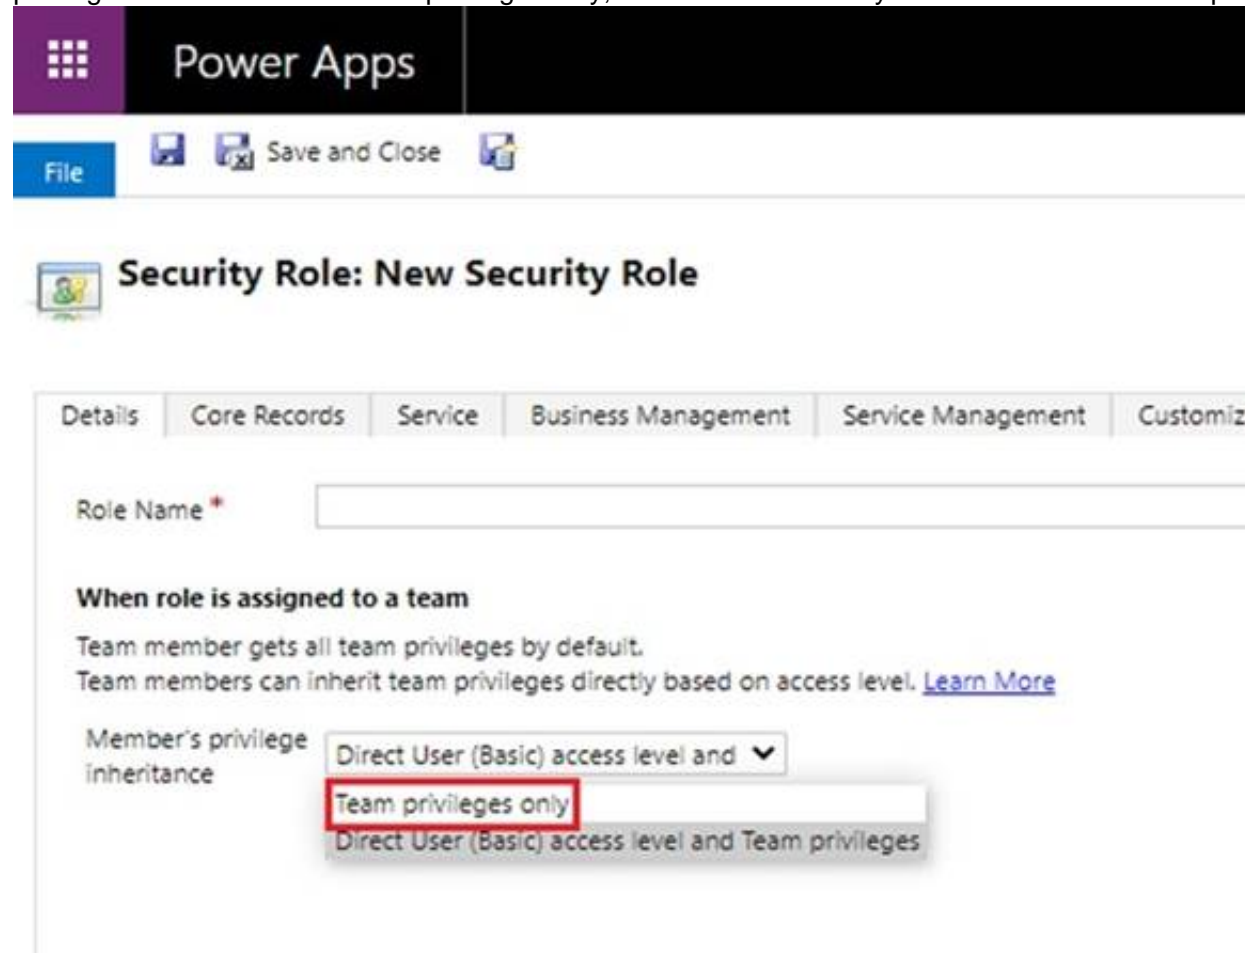 Power Apps
File
Save and Close
Security Role: New Security Role
Details Core Records Service Business Management Service Management Customiz
Role Name *
When role is assigned to a team
Team member gets all team privileges by default.
Team members can inherit team privileges directly based on access level. Learn More
Member's privilege
inheritance
Direct User (Basic) access level and
Team privileges only
Direct User (Basic) access level and Team privileges